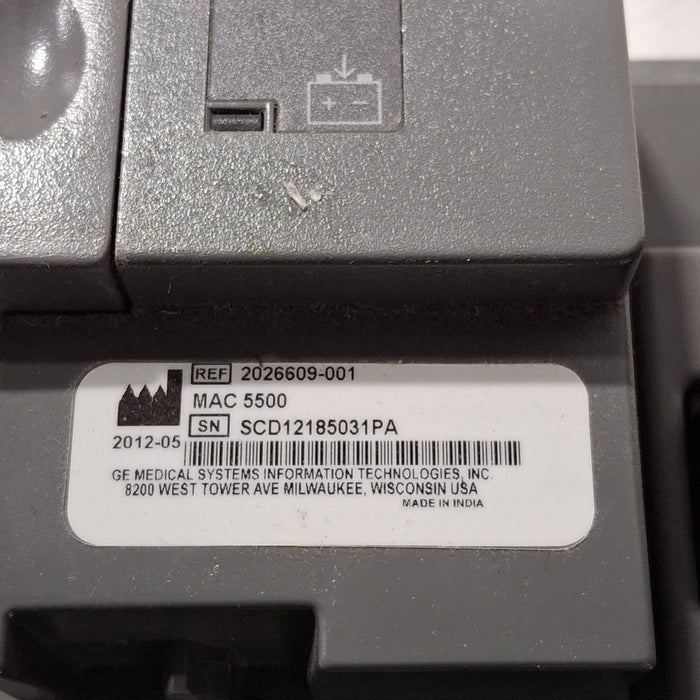 REF 2026609-001
MAC 5500
SN SCD12185031PA
2012-05
GE MEDICAL SYSTEMS INFORMATION TECHNOLOGIES, INC.
8200 WEST TOWER AVE MILWAUKEE, WISCONSIN USA
MADE IN INDIA